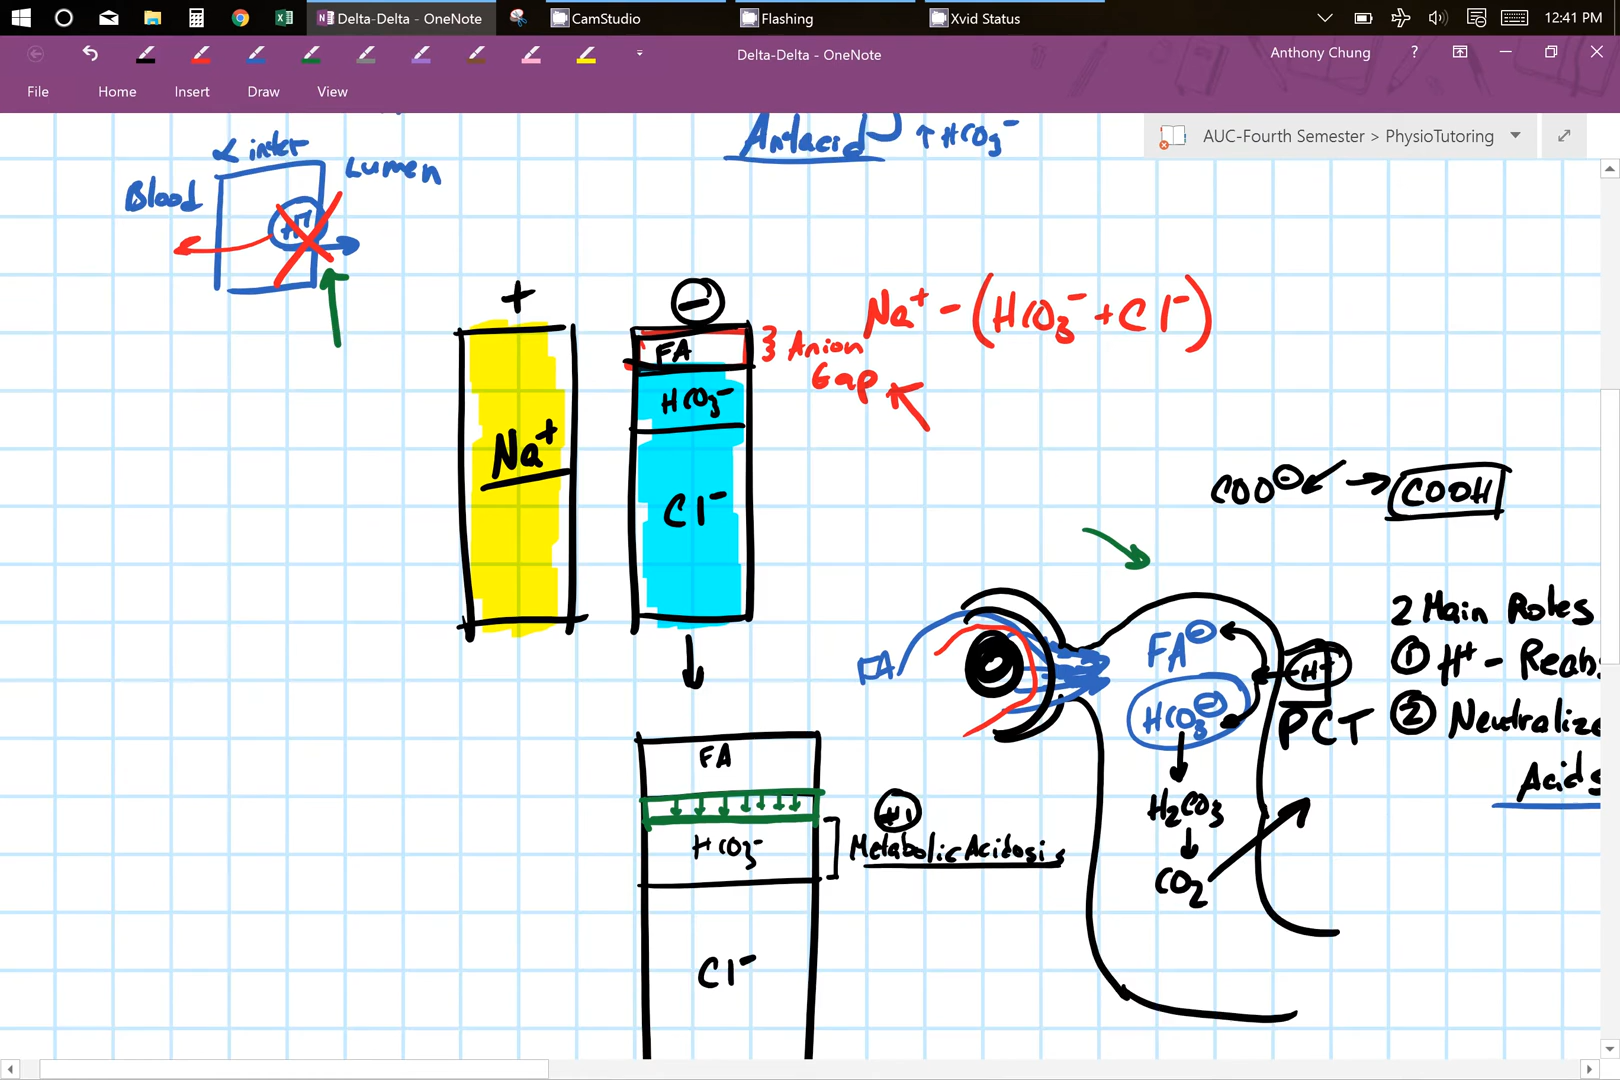 Delta-Delta - OneNote
CamStudio
Flashing
Xvid Status
12:41 PM
Delta-Delta - OneNote
Anthony Chung
?
File
Home
Insert
Draw
View
AUC-Fourth Semester > PhysioTutoring
Antacid ↑HCO3-
α inter
Blood
Lumen
+
-
Na+ - (HCO3- + Cl-)
FA
Anion
Gap
HCO3-
Na+
Cl-
COO- → COOH
2 Main Roles
FA
FA-
H+
① H+ - Reabs
HCO3-
PCT
② Neutralize
Acids
FA
H2CO3
HCO3-
Metabolic Acidosis
CO2
Cl-